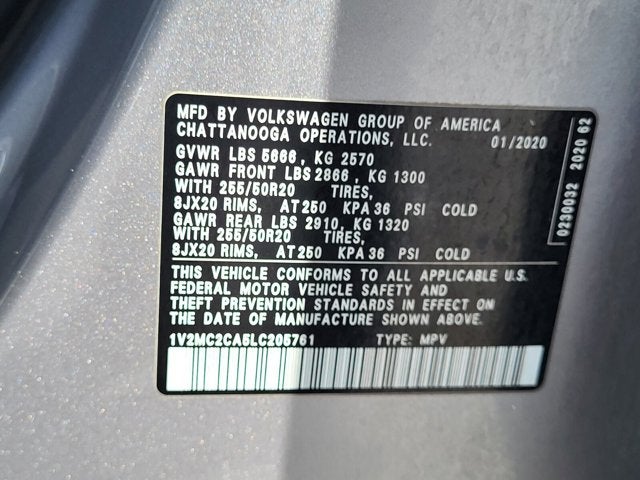 MFD BY VOLKSWAGEN GROUP OF AMERICA
CHATTANOOGA OPERATIONS, LLC. 01/2020
GVWR LBS 5666, KG 2570
GAWR FRONT LBS 2866, KG 1300
WITH 255/50R20 TIRES,
8JX20 RIMS, AT 250 KPA 36 PSI COLD
GAWR REAR LBS 2910, KG 1320
WITH 255/50R20 TIRES,
8JX20 RIMS, AT 250 KPA 36 PSI COLD
THIS VEHICLE CONFORMS TO ALL APPLICABLE U.S.
FEDERAL MOTOR VEHICLE SAFETY AND
THEFT PREVENTION STANDARDS IN EFFECT ON
THE DATE OF MANUFACTURE SHOWN ABOVE.
1V2MC2CA5LC205761 TYPE: MPV
0230032 2020 62